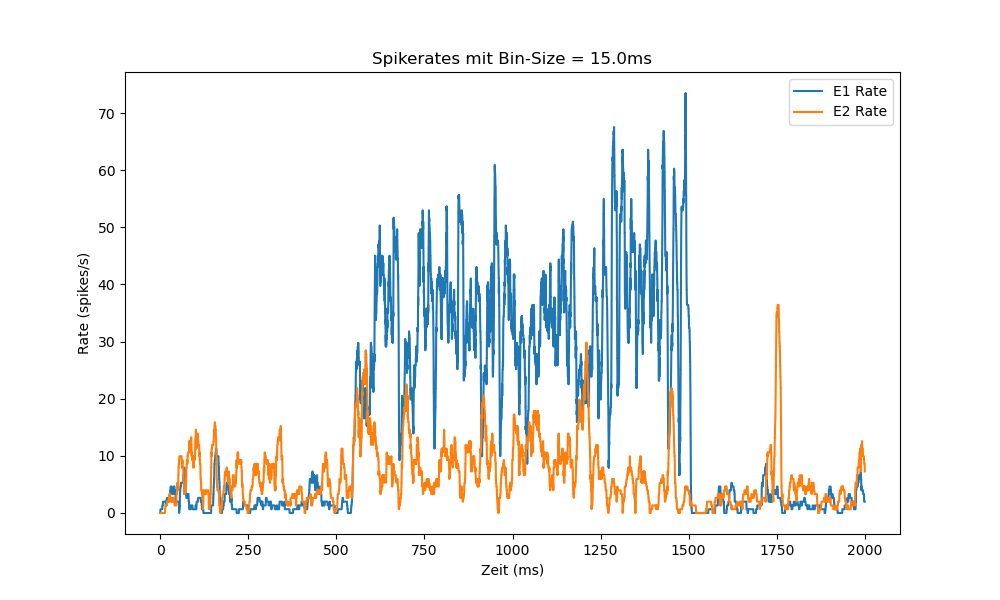 Spikerates mit Bin-Size = 15.0ms
E1 Rate
E2 Rate
Rate (spikes/s)
70
60
50
40
30
20
10
0
0 250 500 750 1000 1250 1500 1750 2000
Zeit (ms)